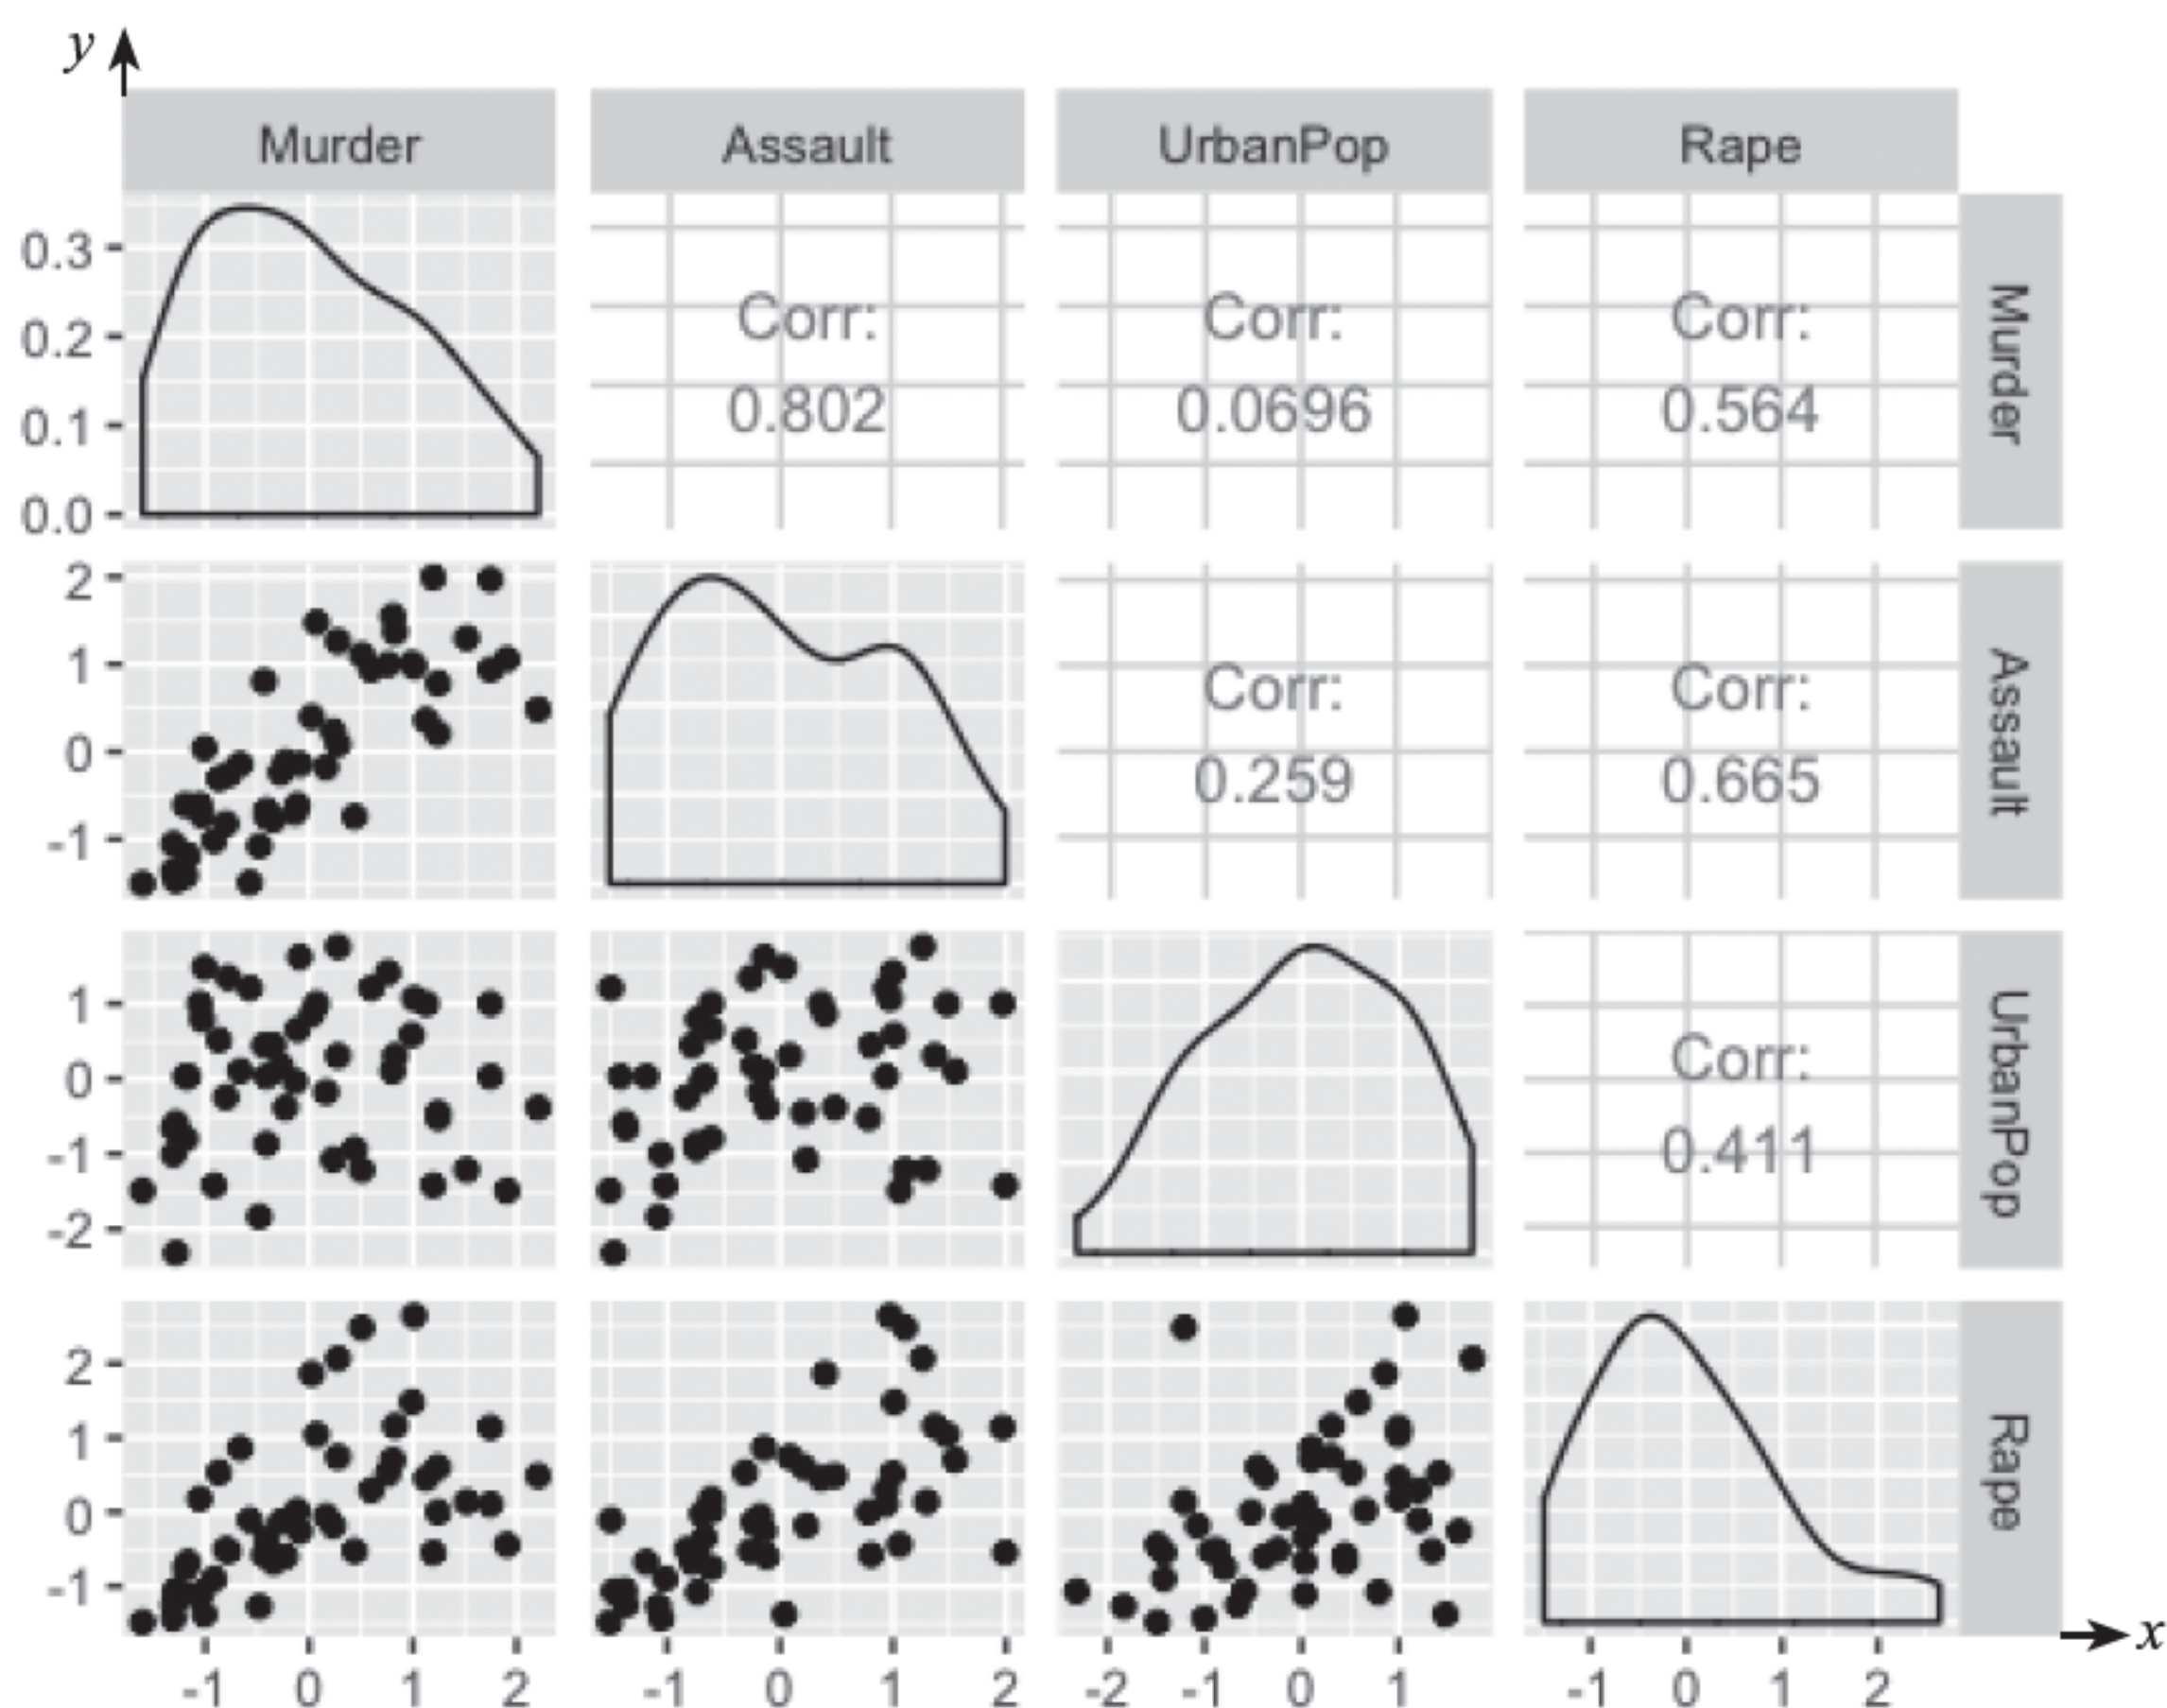 y
Murder Assault UrbanPop Rape
0.3
0.2
0.1
0.0
Corr:
0.802
Corr:
0.0696
Corr:
0.564
Murder
2
1
0
-1
Corr:
0.259
Corr:
0.665
Assault
1
0
-1
-2
Corr:
0.411
UrbanPop
2
1
0
-1
Rape
x
-1 0 1 2 -1 0 1 2 -2 -1 0 1 -1 0 1 2